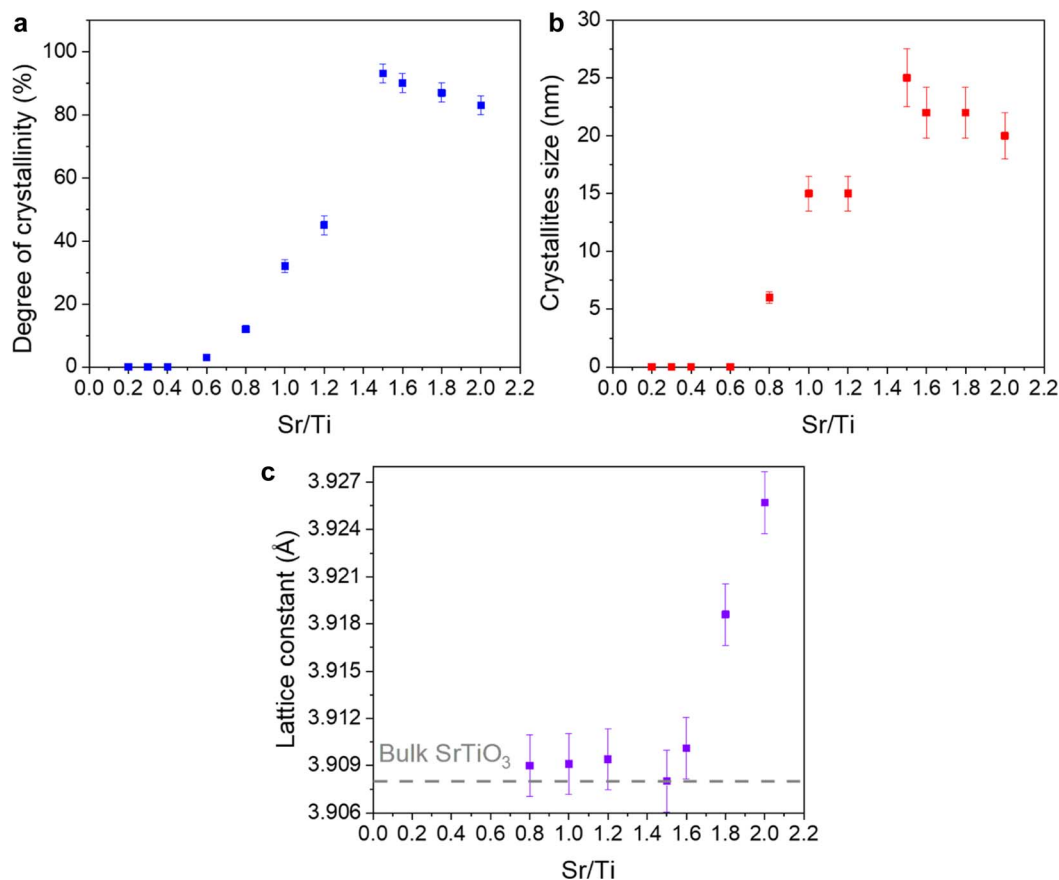 a
Degree of crystallinity (%)
100
80
60
40
20
0
0.0 0.2 0.4 0.6 0.8 1.0 1.2 1.4 1.6 1.8 2.0 2.2
Sr/Ti
b
Crystallites size (nm)
30
25
20
15
10
5
0
0.0 0.2 0.4 0.6 0.8 1.0 1.2 1.4 1.6 1.8 2.0 2.2
Sr/Ti
c
Lattice constant (Å)
3.927
3.924
3.921
3.918
3.915
3.912
3.909
3.906
Bulk SrTiO₃
0.0 0.2 0.4 0.6 0.8 1.0 1.2 1.4 1.6 1.8 2.0 2.2
Sr/Ti